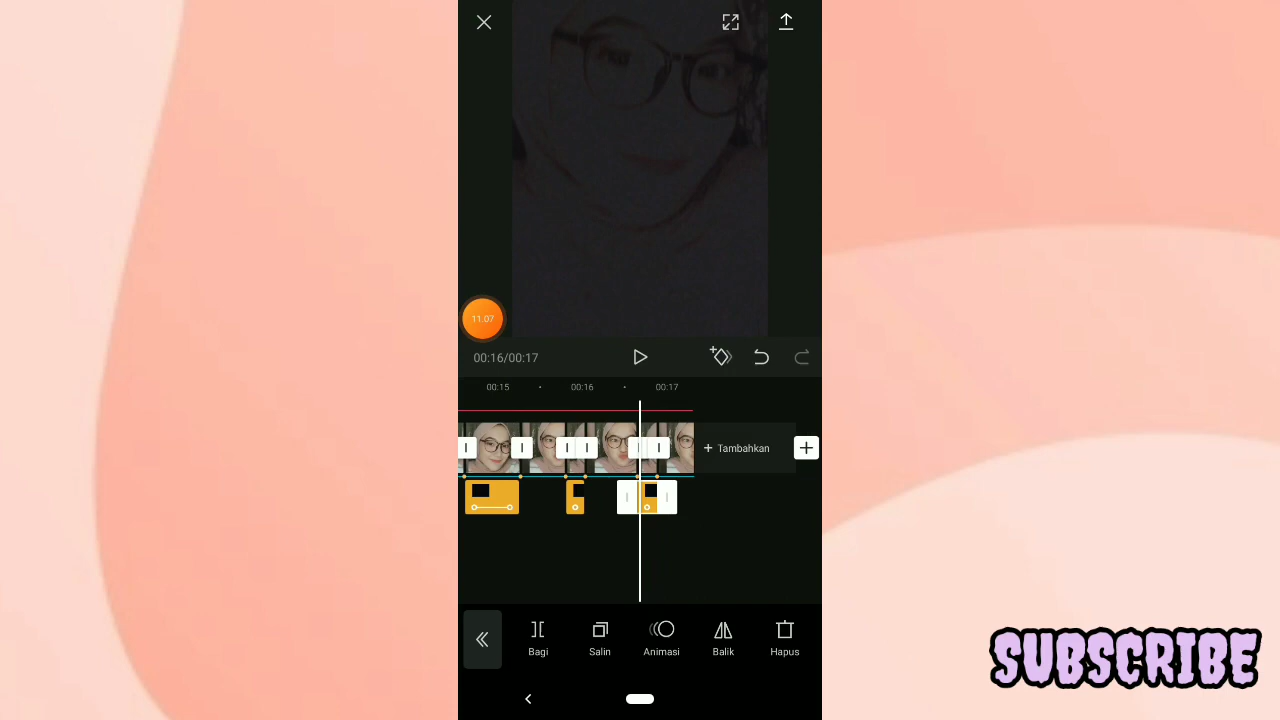 11.07
00:16/00:17
00:15
00:16
00:17
+ Tambahkan
Bagi
Salin
Animasi
Balik
Hapus
SUBSCRIBE